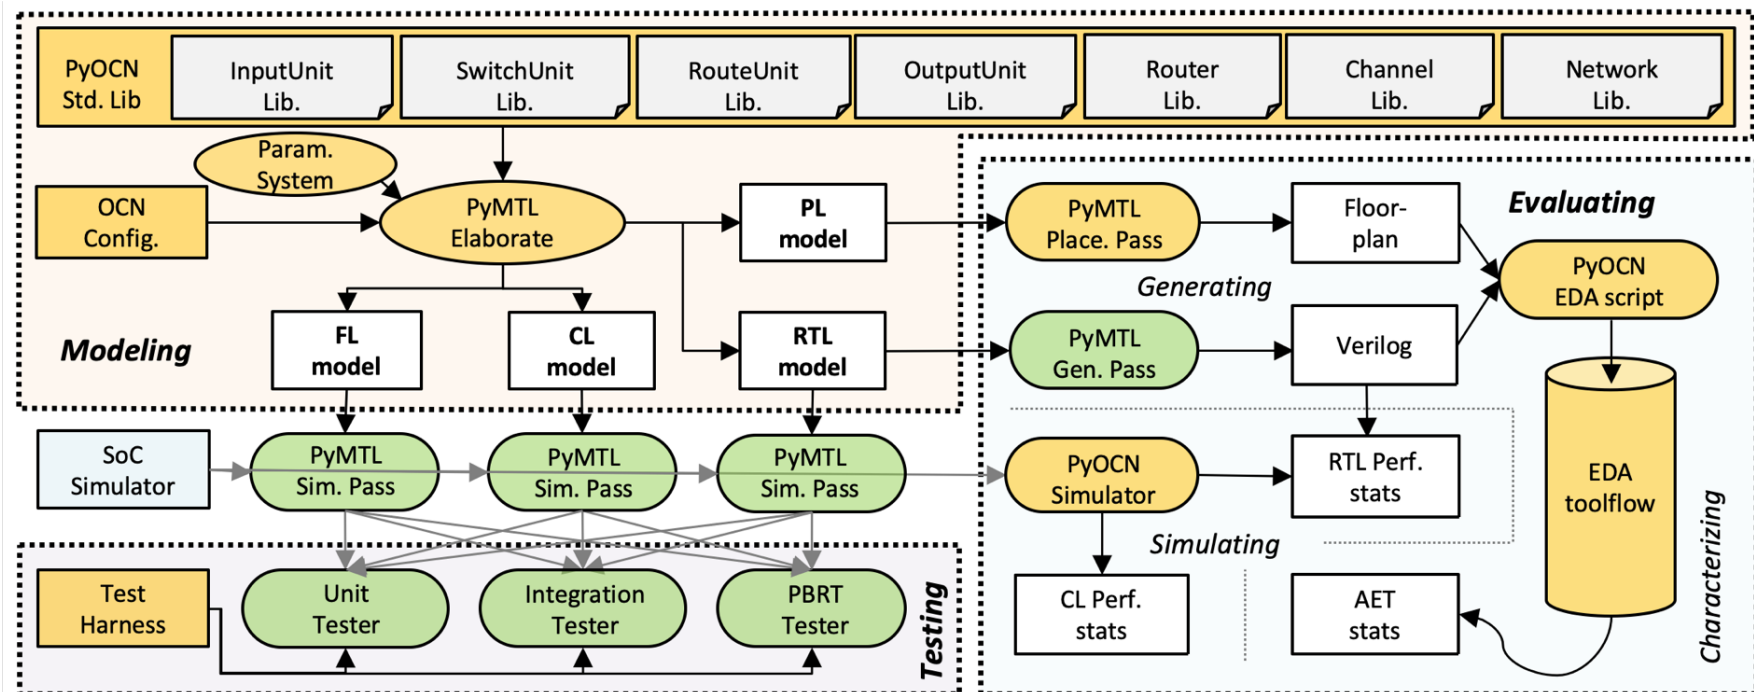 PyOCN
Std. Lib
InputUnit
Lib.
SwitchUnit
Lib.
RouteUnit
Lib.
OutputUnit
Lib.
Router
Lib.
Channel
Lib.
Network
Lib.
Param.
System
OCN
Config.
PyMTL
Elaborate
PL
model
FL
model
CL
model
RTL
model
Modeling
PyMTL
Place. Pass
Floor-
plan
Evaluating
PyOCN
EDA script
Generating
PyMTL
Gen. Pass
Verilog
SoC
Simulator
PyMTL
Sim. Pass
PyMTL
Sim. Pass
PyMTL
Sim. Pass
PyOCN
Simulator
RTL Perf.
stats
EDA
toolflow
Simulating
Characterizing
Test
Harness
Unit
Tester
Integration
Tester
PBRT
Tester
Testing
CL Perf.
stats
AET
stats